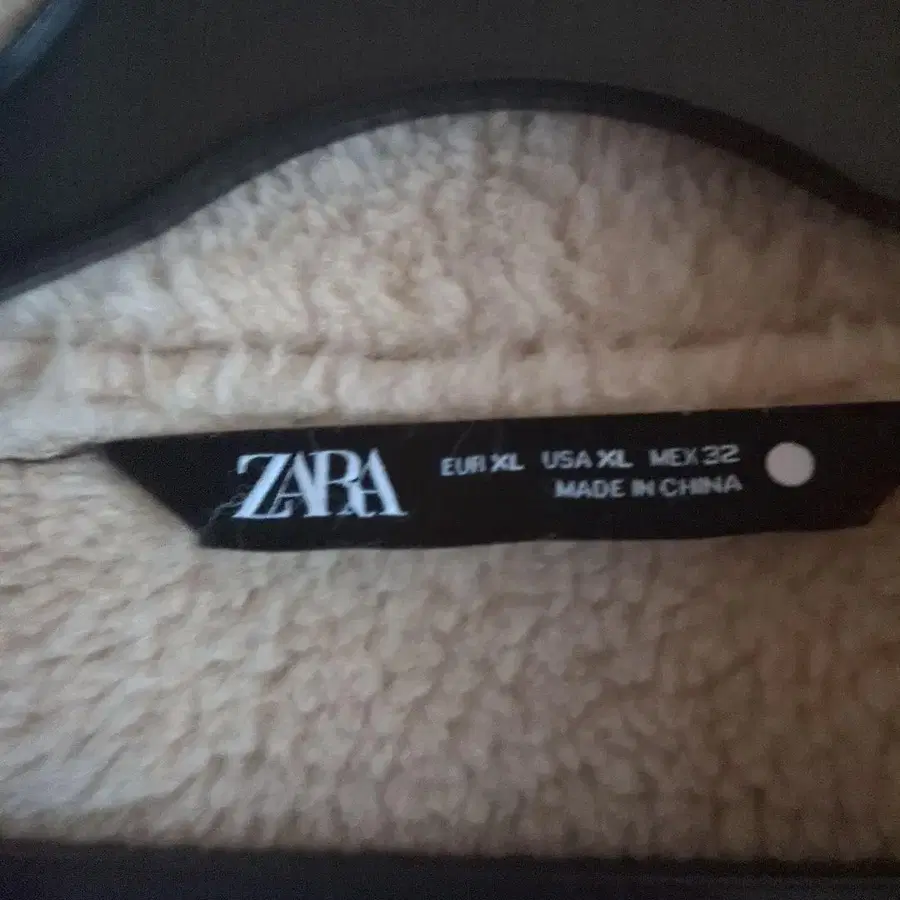 ZARA
EUR XL USA XL MEX 32
MADE IN CHINA